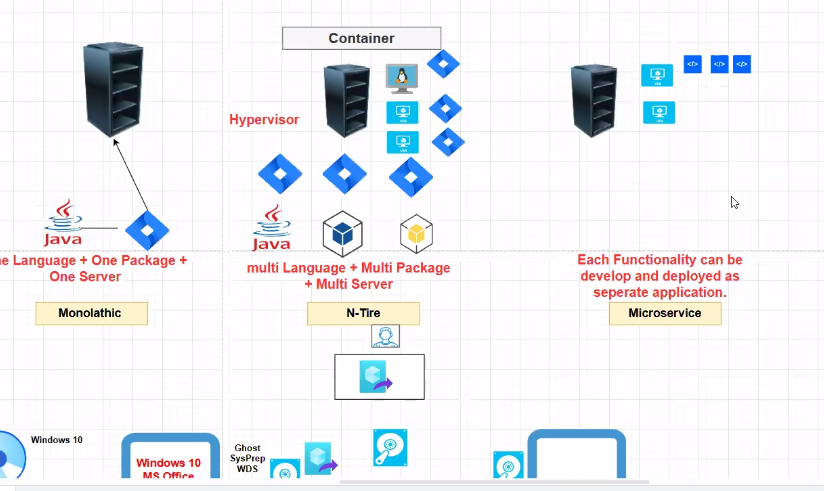 Container
Hypervisor
Java
Java
ne Language + One Package +
One Server
multi Language + Multi Package
+ Multi Server
Each Functionality can be
develop and deployed as
seperate application.
Monolathic
N-Tire
Microservice
Windows 10
Windows 10
MS Office
Ghost
SysPrep
WDS